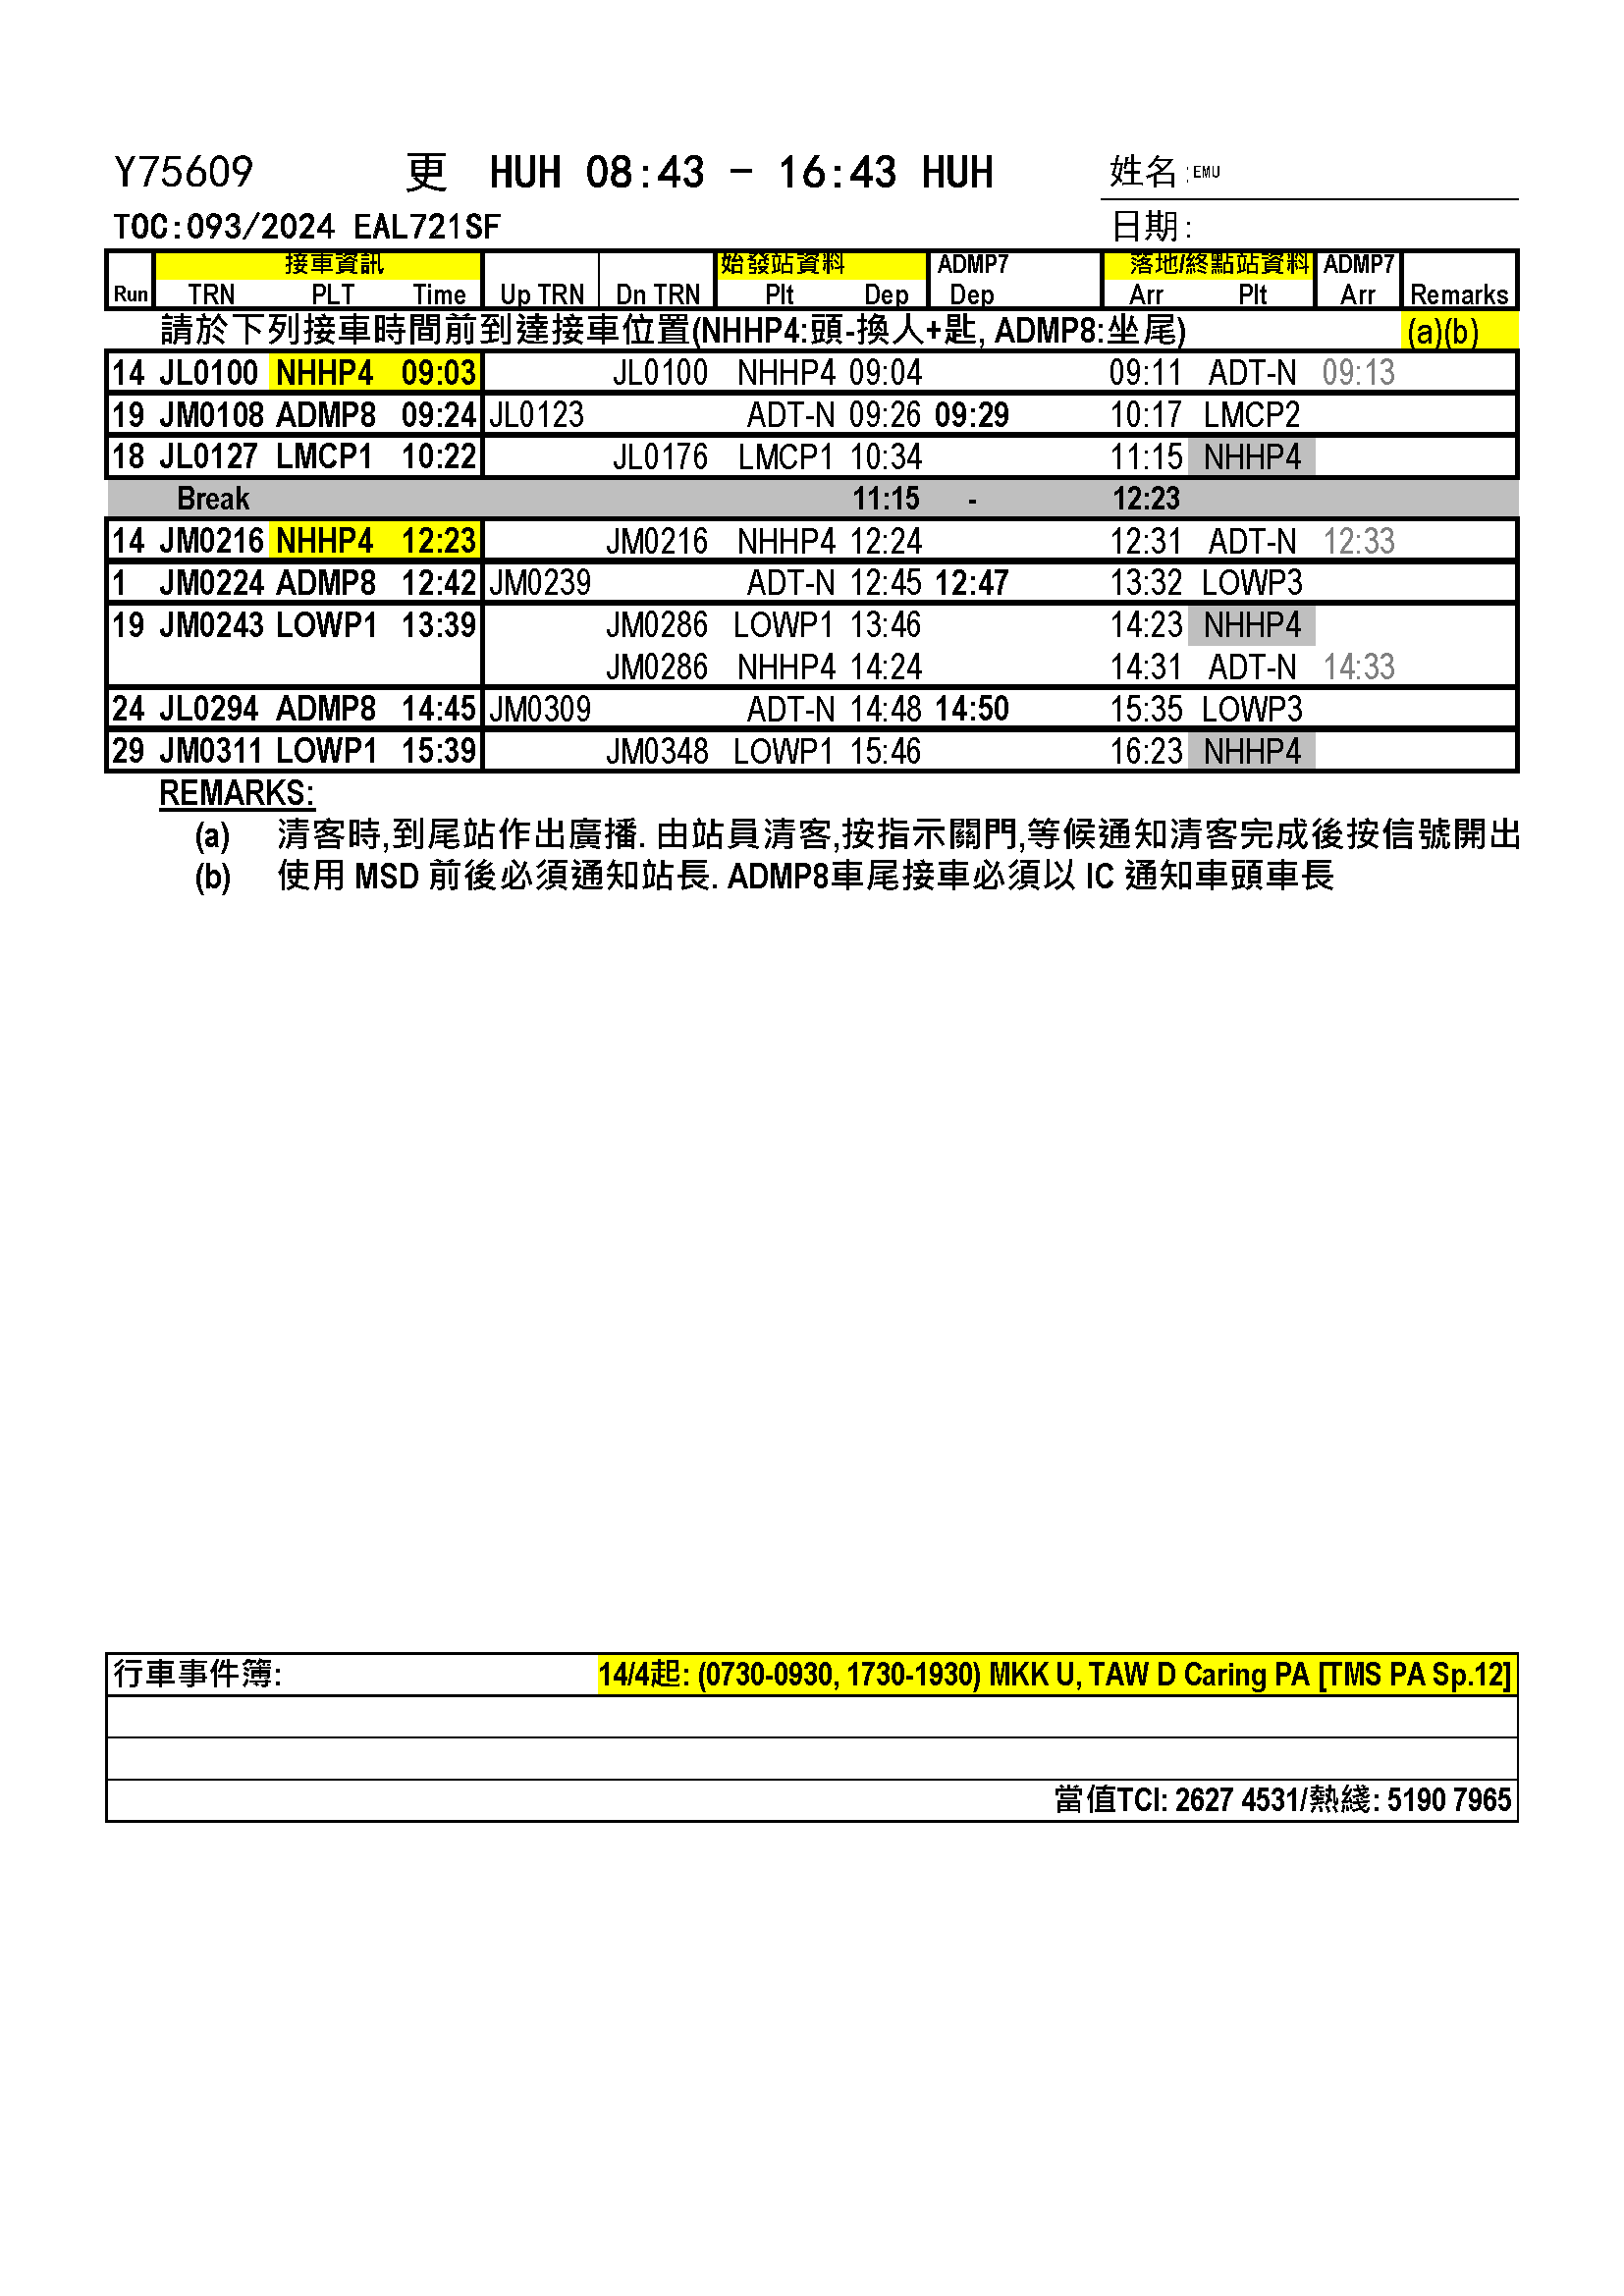 Y75609 更 HUH 08:43 - 16:43 HUH 姓名:EMU
TOC:093/2024 EAL721SF 日期:
接車資訊 始發站資料 ADMP7 落地/終點站資料 ADMP7
Run TRN PLT Time Up TRN Dn TRN Plt Dep Dep Arr Plt Arr Remarks
請於下列接車時間前到達接車位置(NHHP4:頭-換人+匙, ADMP8:坐尾) (a)(b)
14 JL0100 NHHP4 09:03 JL0100 NHHP4 09:04 09:11 ADT-N 09:13
19 JM0108 ADMP8 09:24 JL0123 ADT-N 09:26 09:29 10:17 LMCP2
18 JL0127 LMCP1 10:22 JL0176 LMCP1 10:34 11:15 NHHP4
Break 11:15 - 12:23
14 JM0216 NHHP4 12:23 JM0216 NHHP4 12:24 12:31 ADT-N 12:33
1 JM0224 ADMP8 12:42 JM0239 ADT-N 12:45 12:47 13:32 LOWP3
19 JM0243 LOWP1 13:39 JM0286 LOWP1 13:46 14:23 NHHP4
JM0286 NHHP4 14:24 14:31 ADT-N 14:33
24 JL0294 ADMP8 14:45 JM0309 ADT-N 14:48 14:50 15:35 LOWP3
29 JM0311 LOWP1 15:39 JM0348 LOWP1 15:46 16:23 NHHP4
REMARKS:
(a) 清客時,到尾站作出廣播. 由站員清客,按指示關門,等候通知清客完成後按信號開出
(b) 使用 MSD 前後必須通知站長. ADMP8車尾接車必須以 IC 通知車頭車長
行車事件簿: 14/4起: (0730-0930, 1730-1930) MKK U, TAW D Caring PA [TMS PA Sp.12]
當值TCI: 2627 4531/熱綫: 5190 7965